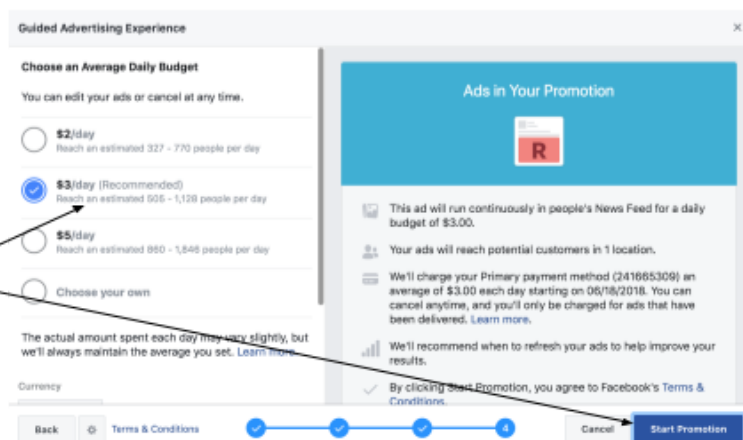 Guided Advertising Experience
×
Choose an Average Daily Budget
You can edit your ads or cancel at any time.
$2/day
Reach an estimated 327 - 770 people per day
$3/day (Recommended)
Reach an estimated 505 - 1,128 people per day
$5/day
Reach an estimated 860 - 1,846 people per day
Choose your own
The actual amount spent each day may vary slightly, but
we'll always maintain the average you set. Learn more.
Currency
Back
Terms & Conditions
4
Ads in Your Promotion
R
This ad will run continuously in people's News Feed for a daily
budget of $3.00.
Your ads will reach potential customers in 1 location.
We'll charge your Primary payment method (241665309) an
average of $3.00 each day starting on 06/18/2018. You can
cancel anytime, and you'll only be charged for ads that have
been delivered. Learn more.
We'll recommend when to refresh your ads to help improve your
results.
By clicking Start Promotion, you agree to Facebook's Terms &
Conditions.
Cancel
Start Promotion